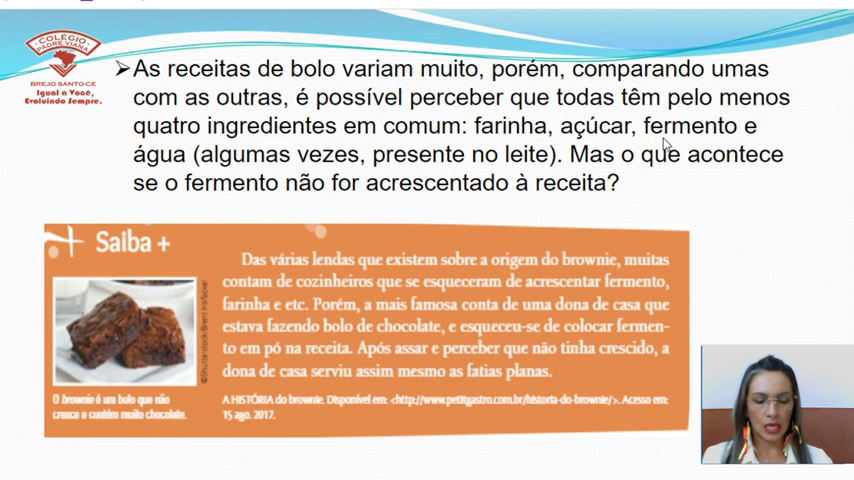 COLÉGIO
PADRE VIANA
BREJO SANTO-CE
Igual a Você,
Evoluindo Sempre.
➢As receitas de bolo variam muito, porém, comparando umas
com as outras, é possível perceber que todas têm pelo menos
quatro ingredientes em comum: farinha, açúcar, fermento e
água (algumas vezes, presente no leite). Mas o que acontece
se o fermento não for acrescentado à receita?
Saiba +
Das várias lendas que existem sobre a origem do brownie, muitas
contam de cozinheiros que se esqueceram de acrescentar fermento,
farinha e etc. Porém, a mais famosa conta de uma dona de casa que
estava fazendo bolo de chocolate, e esqueceu-se de colocar fermen-
to em pó na receita. Após assar e perceber que não tinha crescido, a
dona de casa serviu assim mesmo as fatias planas.
O brownie é um bolo que não
cresce e contém muito chocolate.
A HISTÓRIA do brownie. Disponível em: <http://www.petitgastro.com.br/historia-do-brownie/>. Acesso em:
15 ago. 2017.